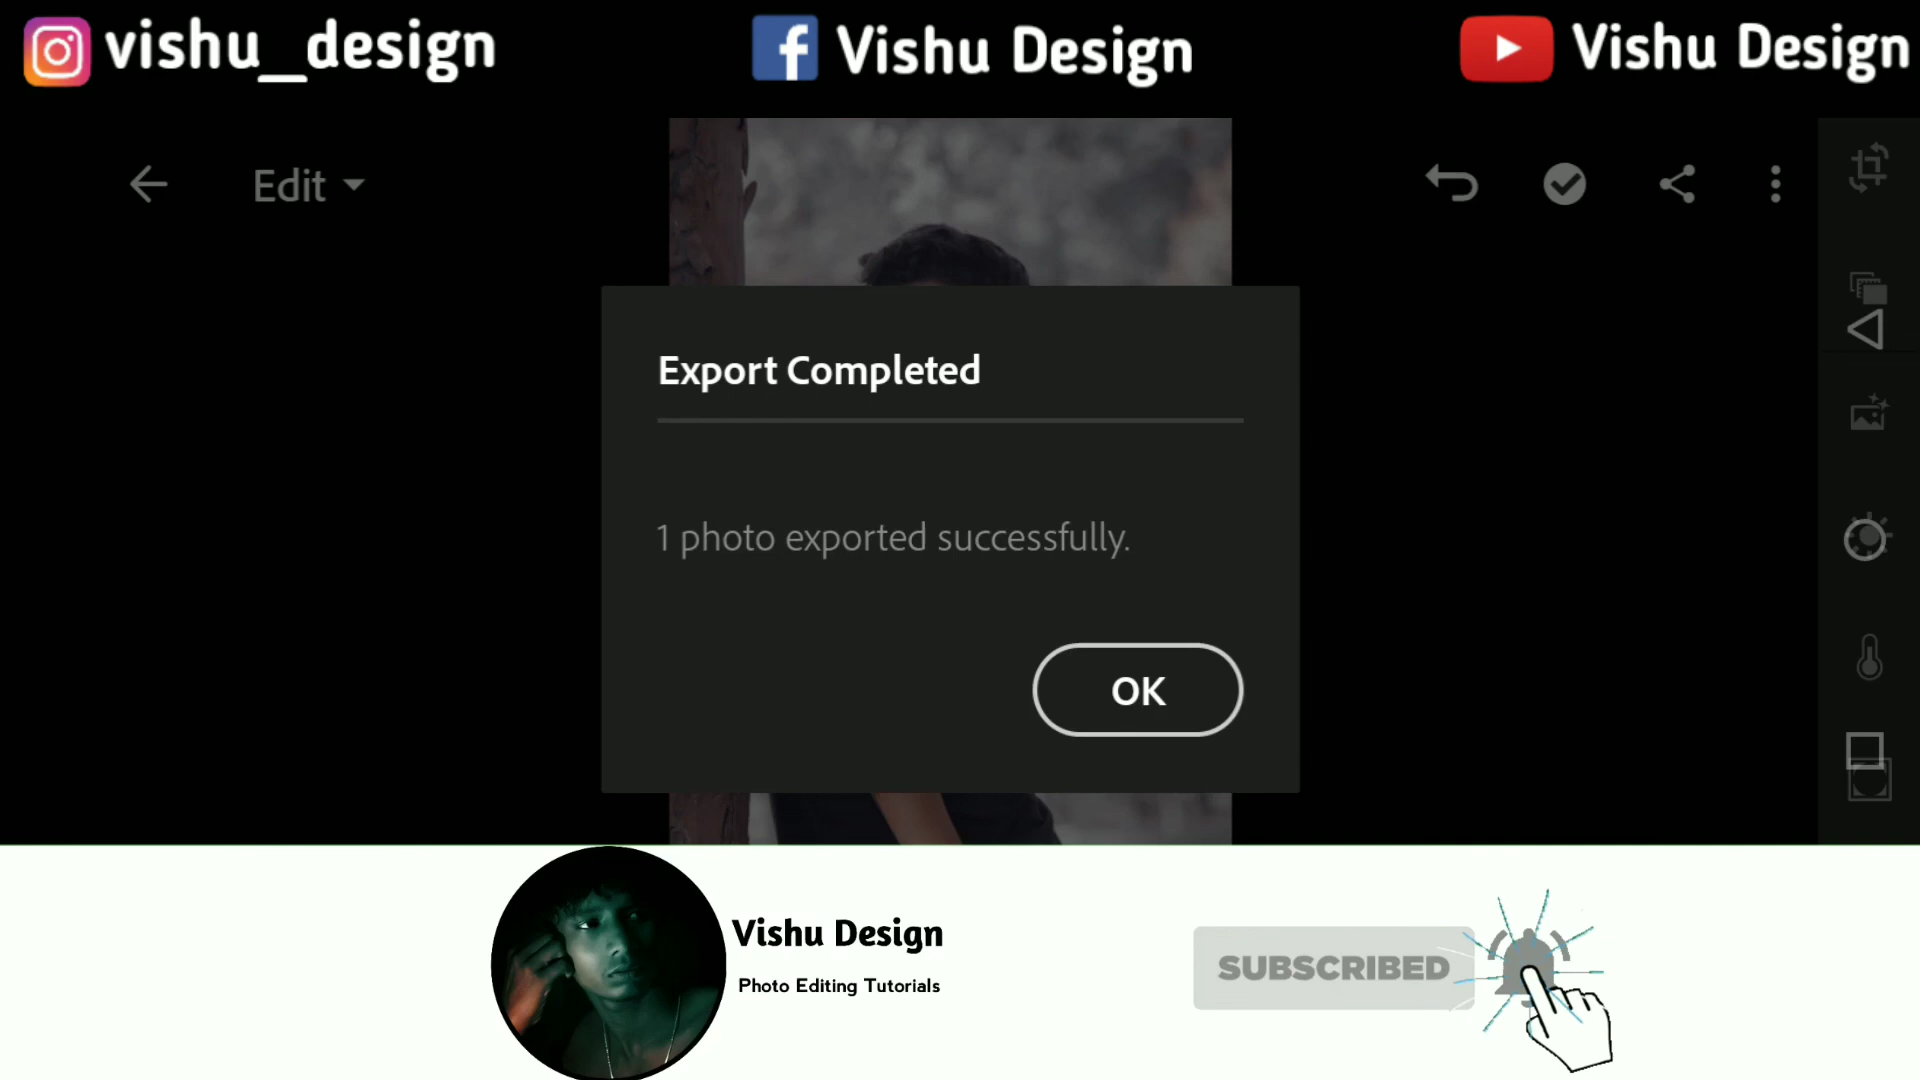 vishu_design
Vishu Design
Vishu Design
Edit
Export Completed
1 photo exported successfully.
OK
Vishu Design
Photo Editing Tutorials
SUBSCRIBED